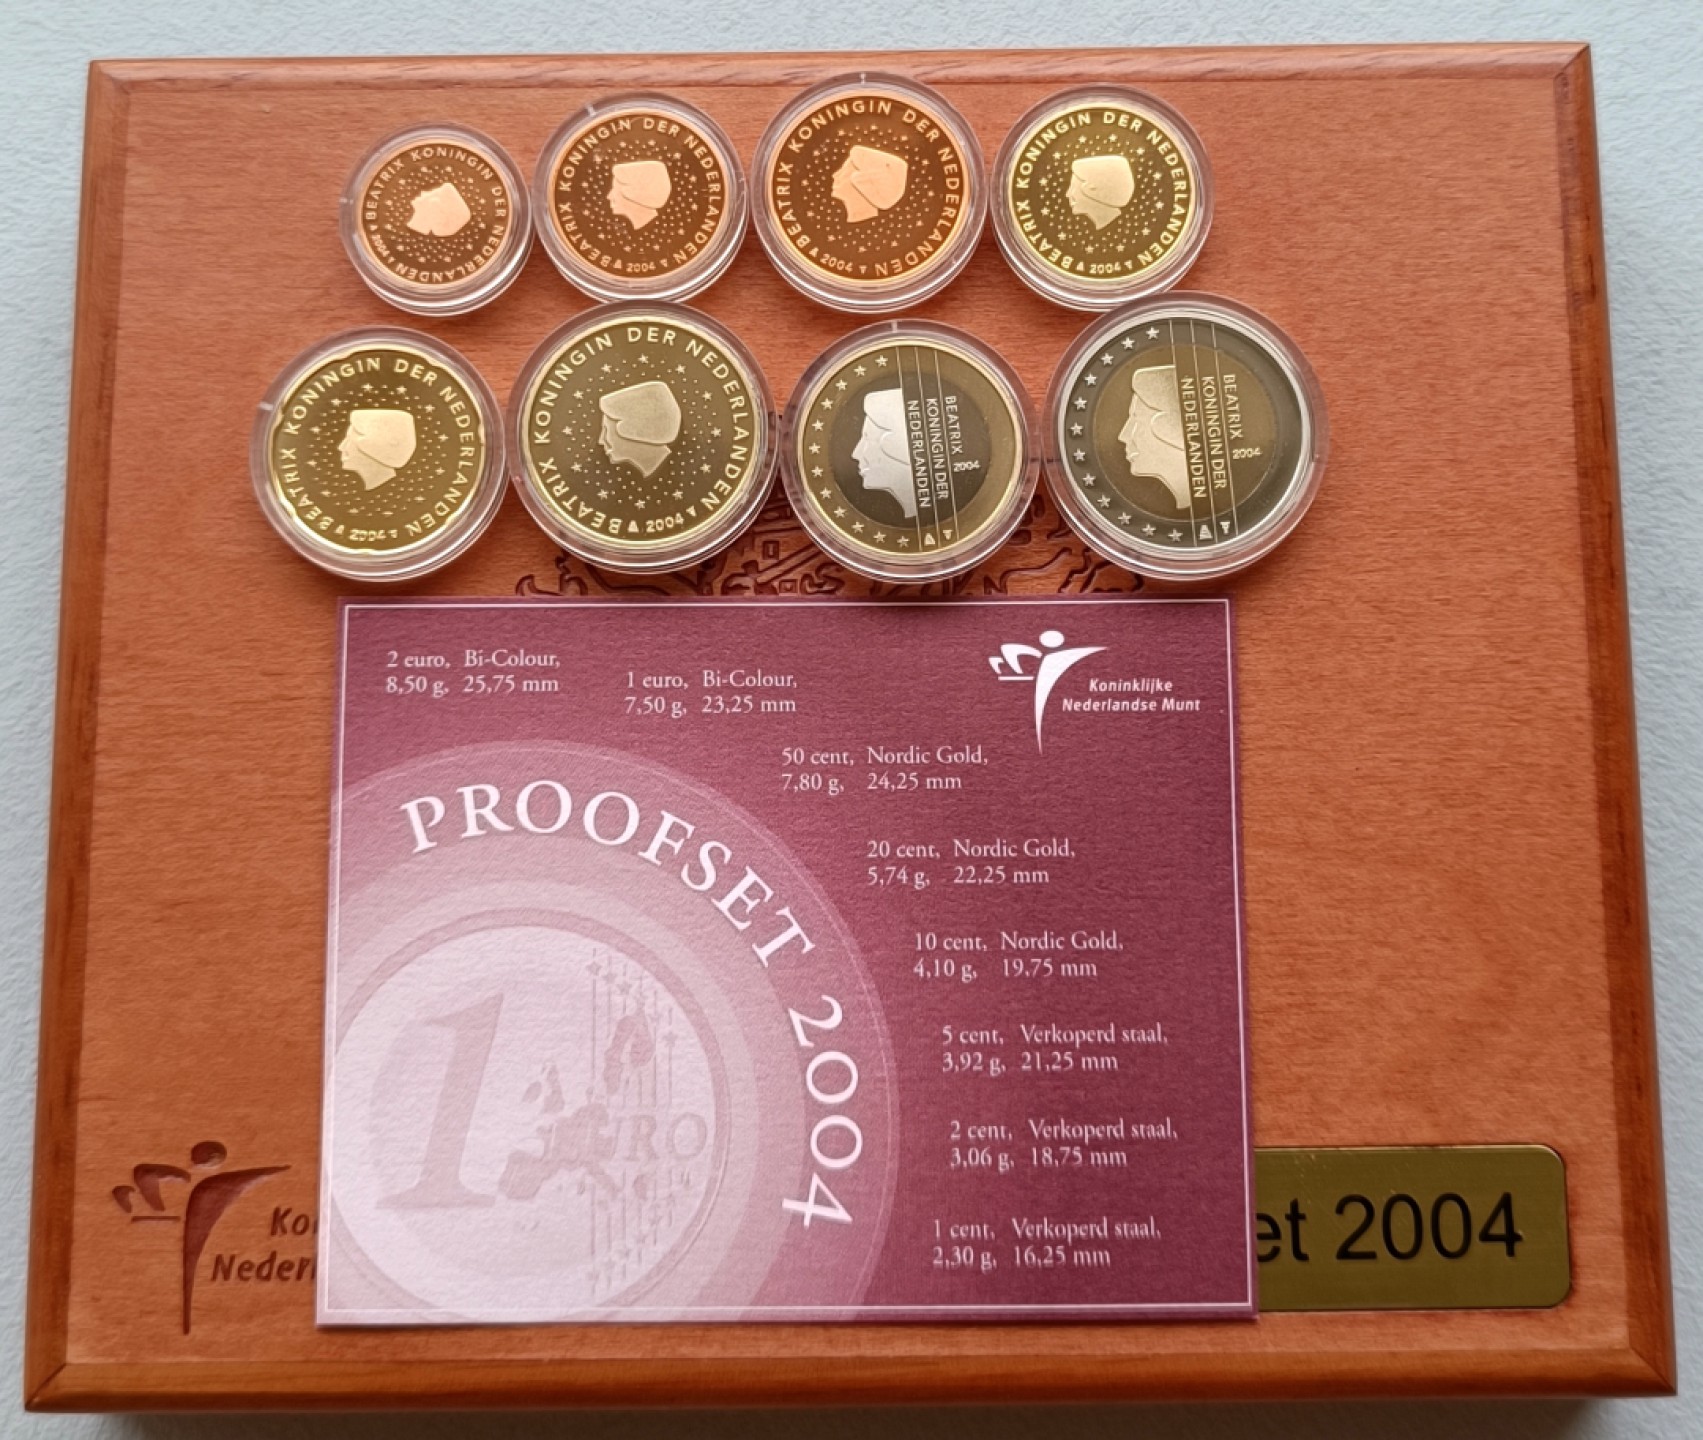 BEATRIX KONINGIN DER NEDERLANDEN 2004
BEATRIX KONINGIN DER NEDERLANDEN 2004
BEATRIX KONINGIN DER NEDERLANDEN 2004
BEATRIX KONINGIN DER NEDERLANDEN 2004
BEATRIX KONINGIN DER NEDERLANDEN 2004
BEATRIX KONINGIN DER NEDERLANDEN 2004
BEATRIX
KONINGIN DER
NEDERLANDEN
2004
BEATRIX
KONINGIN DER
NEDERLANDEN
2004
2 euro, Bi-Colour,
8,50 g, 25,75 mm
1 euro, Bi-Colour,
7,50 g, 23,25 mm
Koninklijke
Nederlandse Munt
50 cent, Nordic Gold,
7,80 g, 24,25 mm
PROOFSET 2004
20 cent, Nordic Gold,
5,74 g, 22,25 mm
10 cent, Nordic Gold,
4,10 g, 19,75 mm
5 cent, Verkoperd staal,
3,92 g, 21,25 mm
1 EURO
2 cent, Verkoperd staal,
3,06 g, 18,75 mm
1 cent, Verkoperd staal,
2,30 g, 16,25 mm
Ko
Neder
et 2004